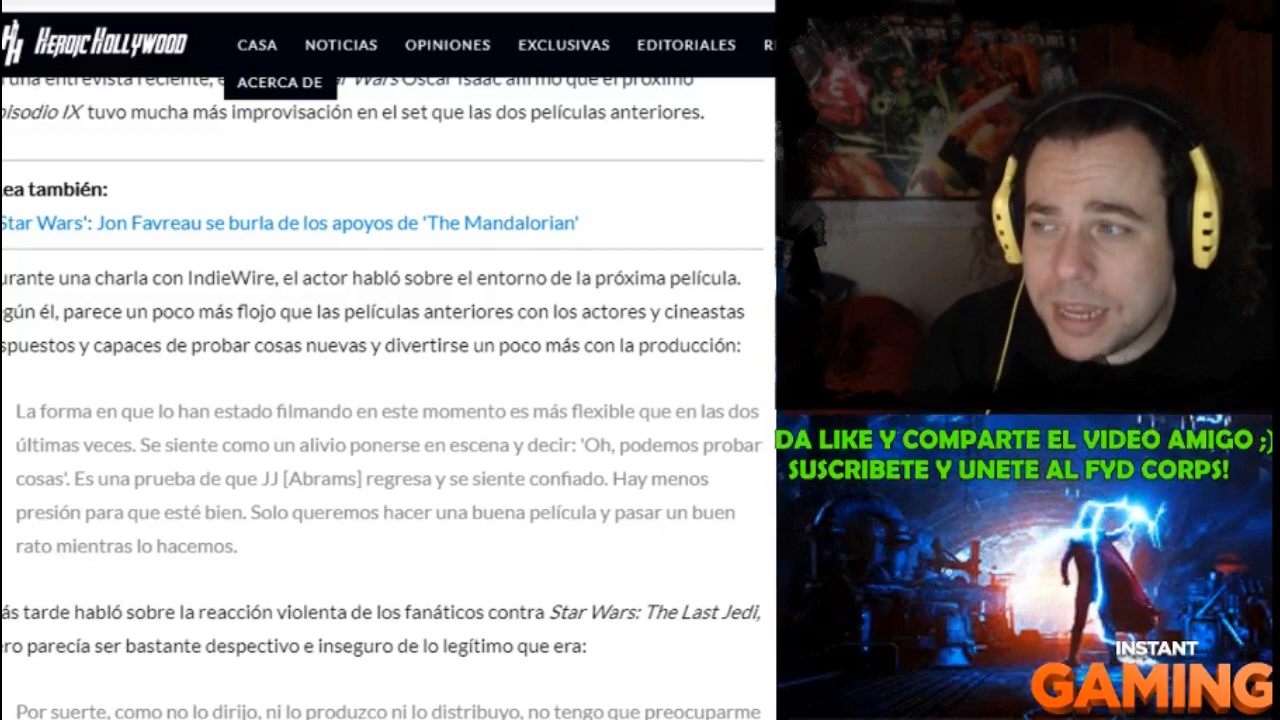 HEROIC HOLLYWOOD
CASA NOTICIAS OPINIONES EXCLUSIVAS EDITORIALES
ACERCA DE
una entrevista reciente, Wars Oscar Isaac afirmó que el próximo
isodio IX tuvo mucha más improvisación en el set que las dos películas anteriores.
ea también:
Star Wars': Jon Favreau se burla de los apoyos de 'The Mandalorian'
urante una charla con IndieWire, el actor habló sobre el entorno de la próxima película.
gún él, parece un poco más flojo que las películas anteriores con los actores y cineastas
spuestos y capaces de probar cosas nuevas y divertirse un poco más con la producción:
La forma en que lo han estado filmando en este momento es más flexible que en las dos
últimas veces. Se siente como un alivio ponerse en escena y decir: 'Oh, podemos probar
cosas'. Es una prueba de que JJ [Abrams] regresa y se siente confiado. Hay menos
presión para que esté bien. Solo queremos hacer una buena película y pasar un buen
rato mientras lo hacemos.
ás tarde habló sobre la reacción violenta de los fanáticos contra Star Wars: The Last Jedi,
ro parecía ser bastante despectivo e inseguro de lo legítimo que era:
Por suerte, como no lo dirijo, ni lo produzco ni lo distribuyo, no tengo que preocuparme
DA LIKE Y COMPARTE EL VIDEO AMIGO ;)
SUSCRIBETE Y UNETE AL FYD CORPS!
INSTANT
GAMING